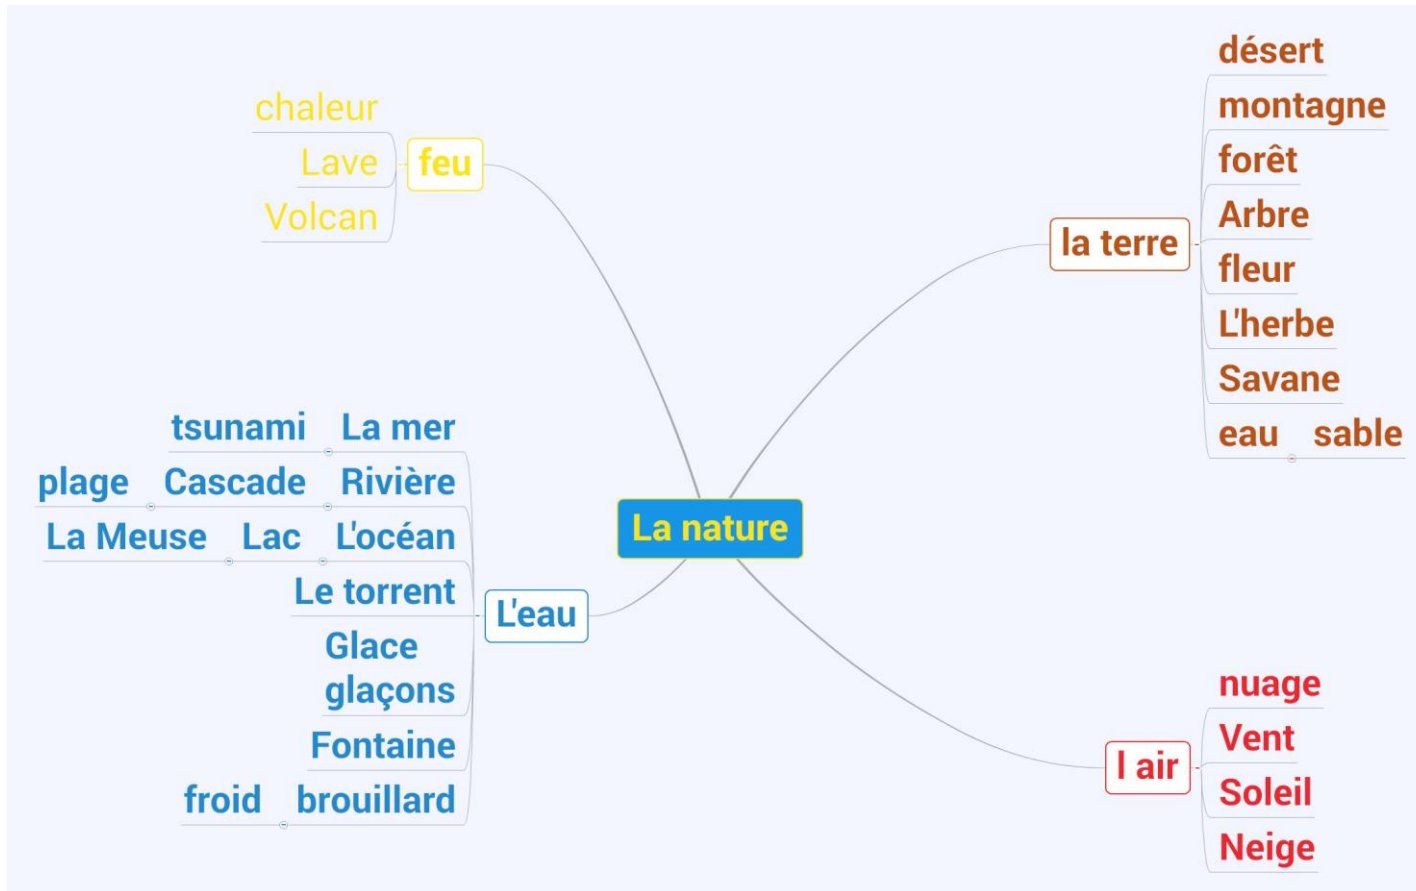 La nature
feu
chaleur
Lave
Volcan
la terre
désert
montagne
forêt
Arbre
fleur
L'herbe
Savane
eau sable
L'eau
tsunami La mer
plage Cascade Rivière
La Meuse Lac L'océan
Le torrent
Glace
glaçons
Fontaine
froid brouillard
l air
nuage
Vent
Soleil
Neige